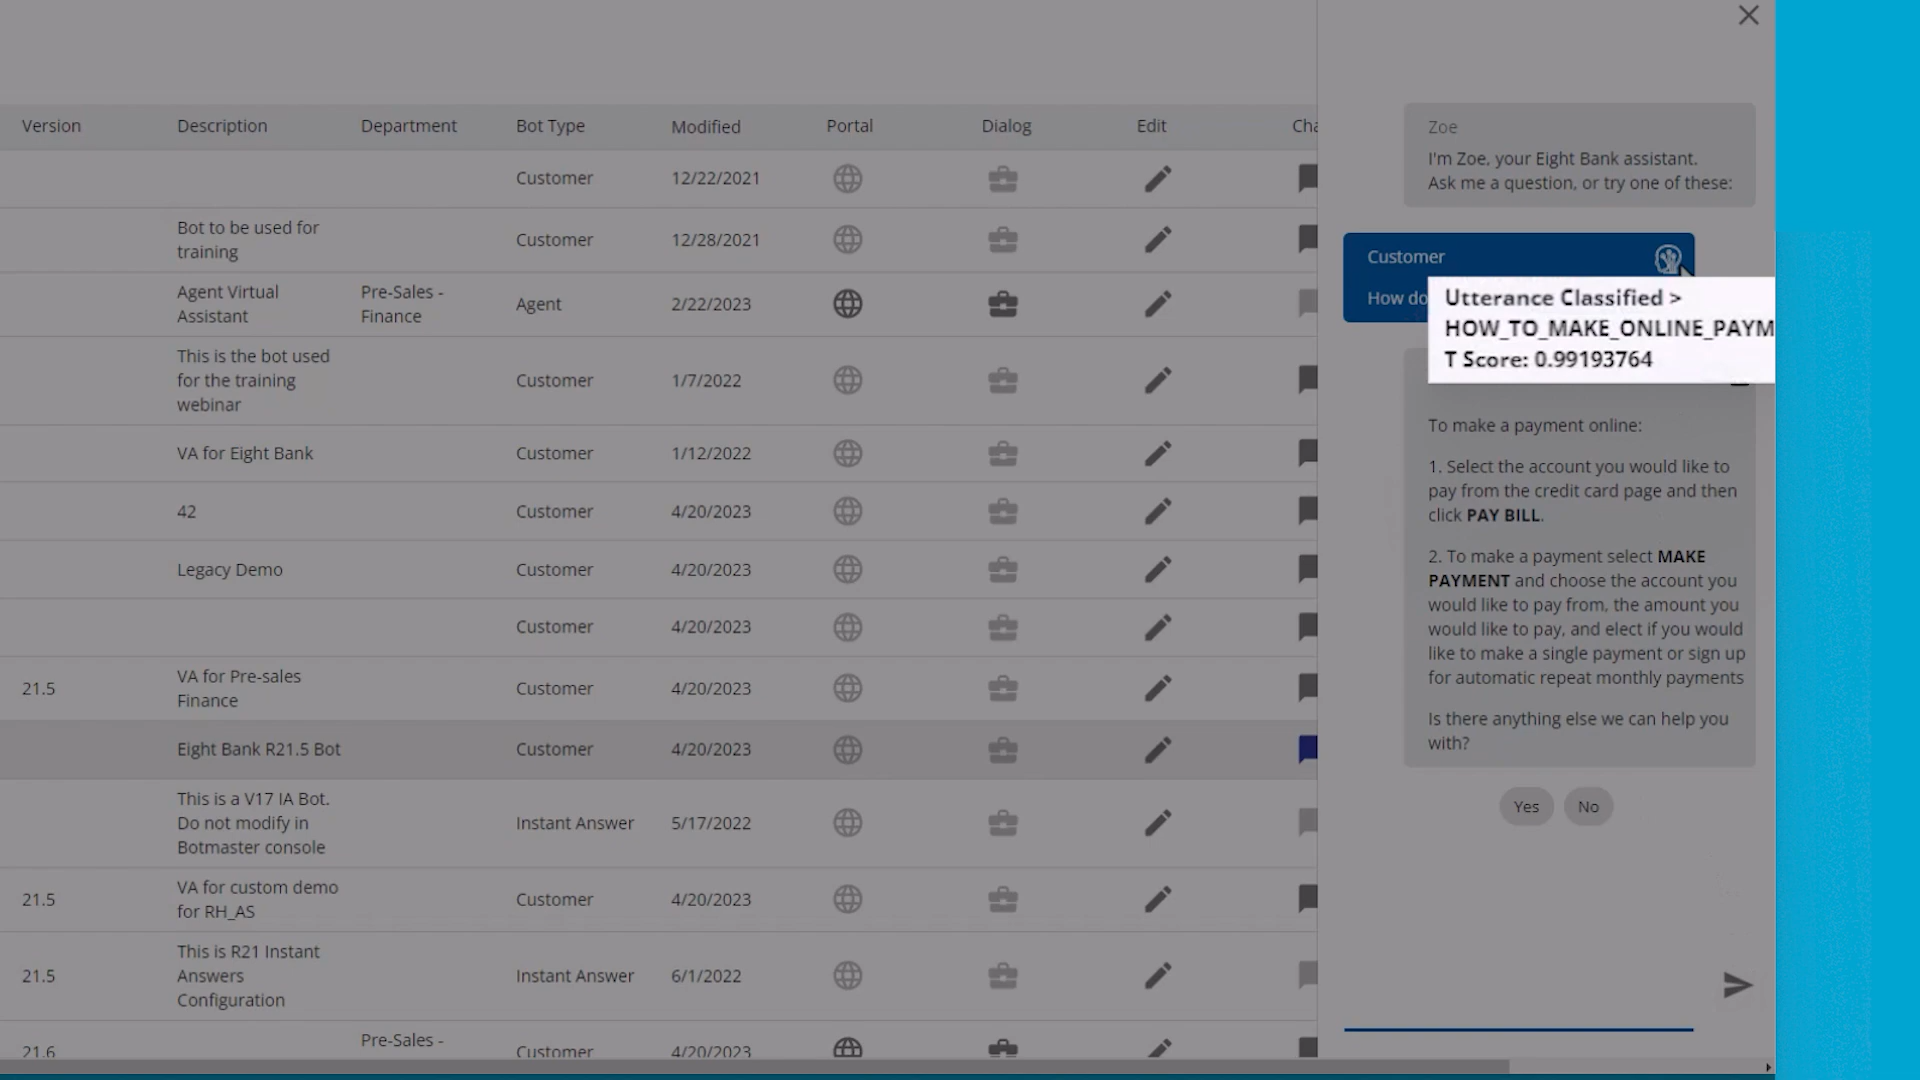 Version Description Department Bot Type Modified Portal Dialog Edit Cha
Customer 12/22/2021
Bot to be used for
training
Customer 12/28/2021
Agent Virtual
Assistant
Pre-Sales -
Finance
Agent 2/22/2023
This is the bot used
for the training
webinar
Customer 1/7/2022
VA for Eight Bank Customer 1/12/2022
42 Customer 4/20/2023
Legacy Demo Customer 4/20/2023
Customer 4/20/2023
21.5
VA for Pre-sales
Finance
Customer 4/20/2023
Eight Bank R21.5 Bot Customer 4/20/2023
This is a V17 IA Bot.
Do not modify in
Botmaster console
Instant Answer 5/17/2022
21.5
VA for custom demo
for RH_AS
Customer 4/20/2023
21.5
This is R21 Instant
Answers
Configuration
Instant Answer 6/1/2022
21.6
Pre-Sales -
Customer 4/20/2023
Zoe
I'm Zoe, your Eight Bank assistant.
Ask me a question, or try one of these:
Customer
How do
Utterance Classified >
HOW_TO_MAKE_ONLINE_PAYM
T Score: 0.99193764
To make a payment online:
1. Select the account you would like to
pay from the credit card page and then
click PAY BILL.
2. To make a payment select MAKE
PAYMENT and choose the account you
would like to pay from, the amount you
would like to pay, and elect if you would
like to make a single payment or sign up
for automatic repeat monthly payments
Is there anything else we can help you
with?
Yes No